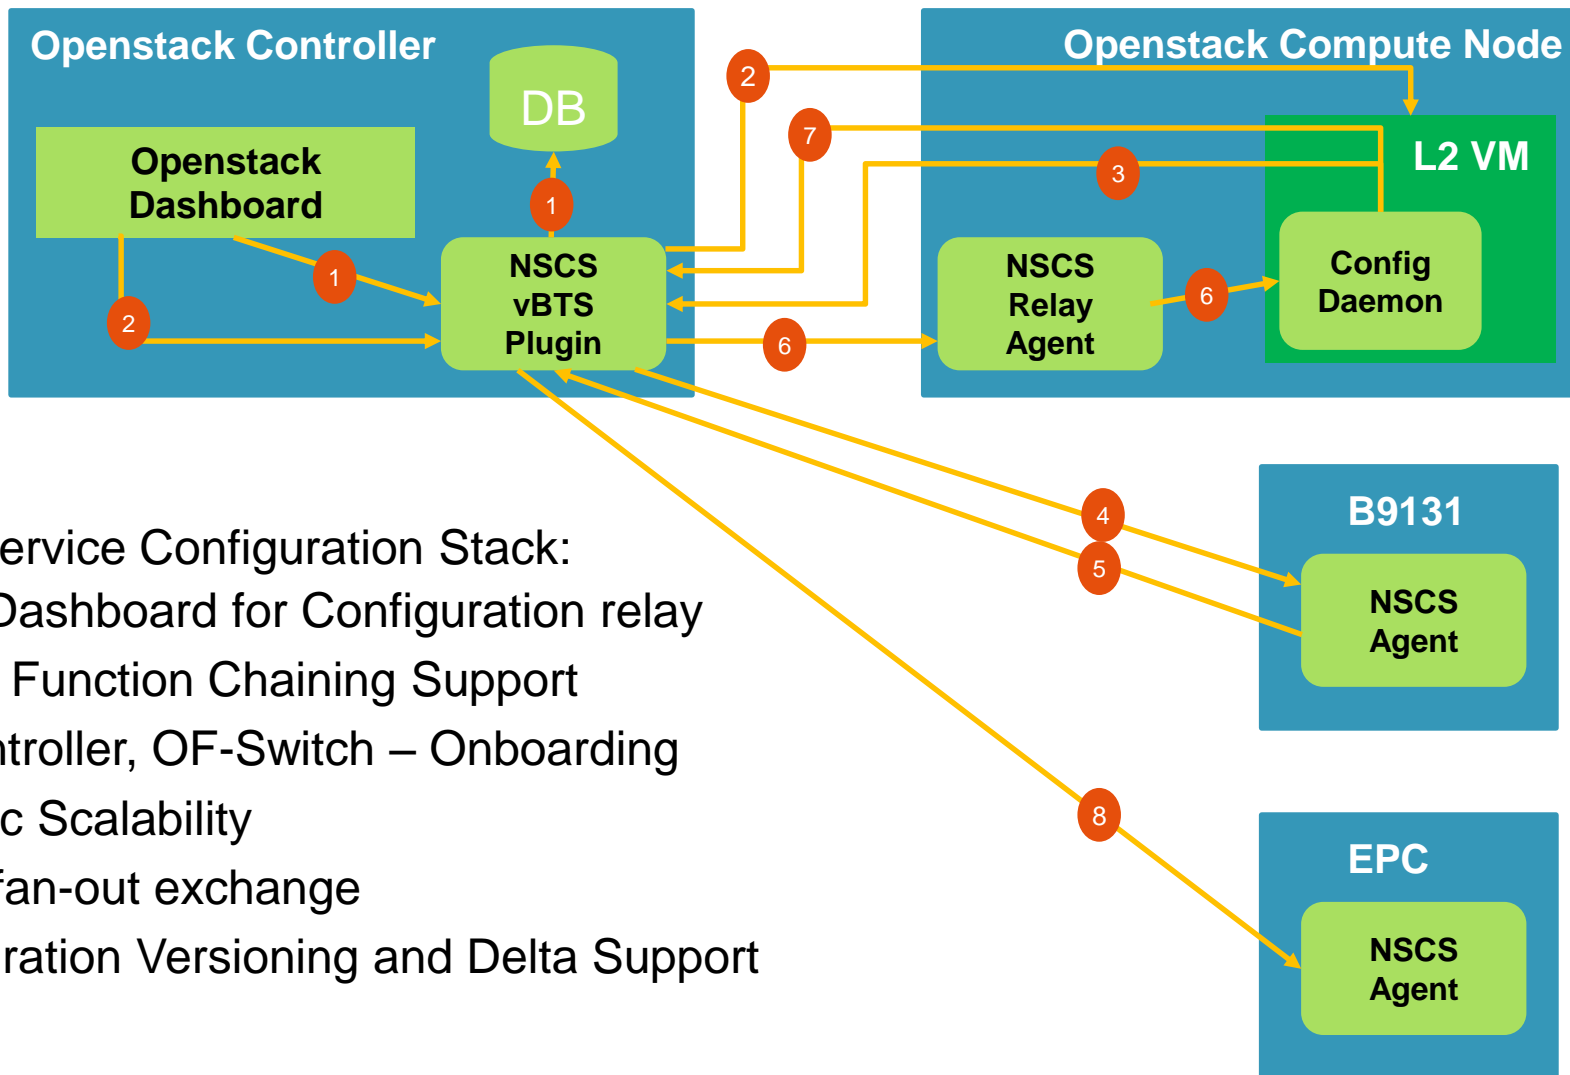 Openstack Controller
DB
Openstack
Dashboard
1
1
2
NSCS
vBTS
Plugin
2
7
3
6
Openstack Compute Node
L2 VM
NSCS
Relay
Agent
6
Config
Daemon
4
5
8
B9131
NSCS
Agent
EPC
NSCS
Agent
ervice Configuration Stack:
Dashboard for Configuration relay
Function Chaining Support
ntroller, OF-Switch – Onboarding
c Scalability
fan-out exchange
ration Versioning and Delta Support